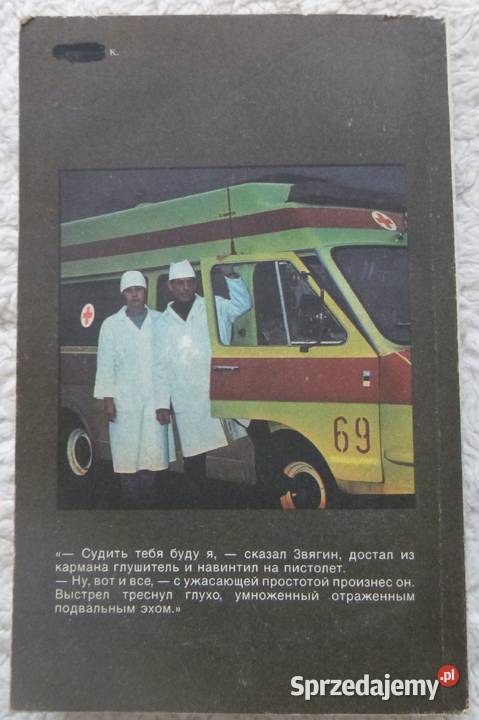 к.
69
«— Судить тебя буду я, — сказал Звягин, достал из
кармана глушитель и навинтил на пистолет.
— Ну, вот и все, — с ужасающей простотой произнес он.
Выстрел треснул глухо, умноженный отраженным
подвальным эхом.»
Sprzedajemy.pl